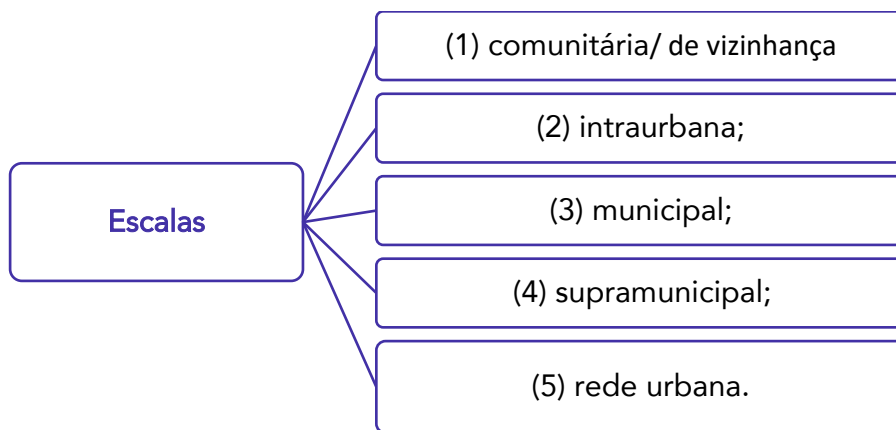 Escalas
(1) comunitária/ de vizinhança
(2) intraurbana;
(3) municipal;
(4) supramunicipal;
(5) rede urbana.